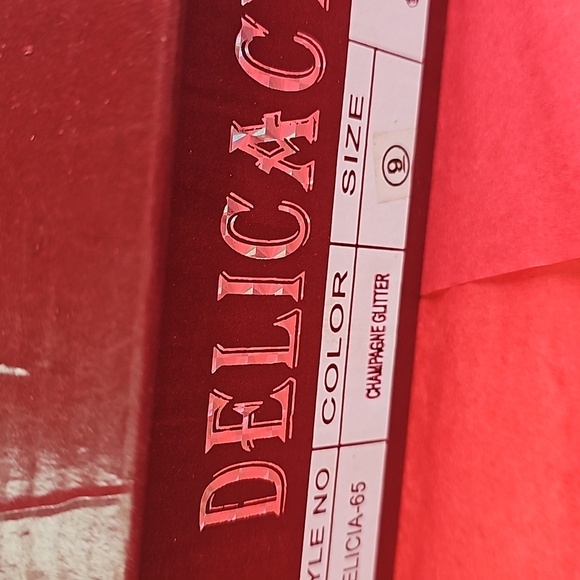 DELICAC
YLE NO COLOR SIZE
ELICIA-65 CHAMPAGNE GLITTER 9